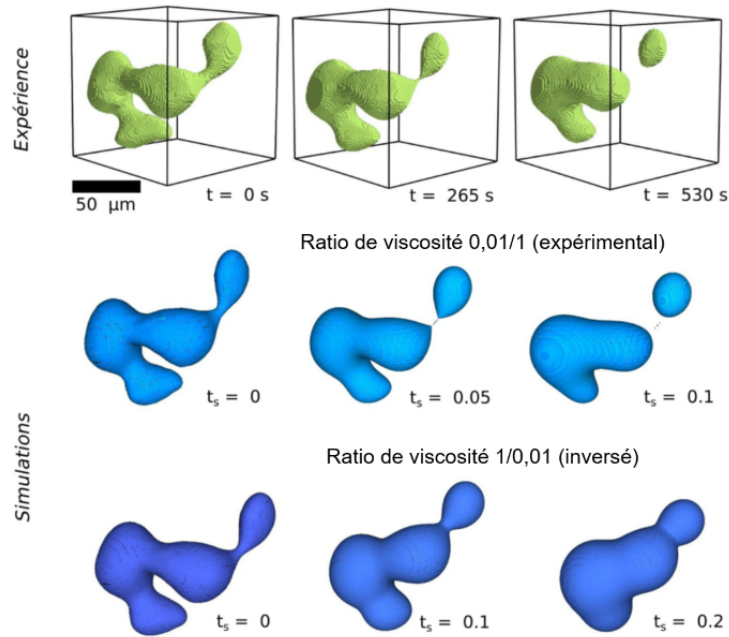 Expérience
50 μm
t = 0 s
t = 265 s
t = 530 s
Ratio de viscosité 0,01/1 (expérimental)
Simulations
tₛ = 0
tₛ = 0.05
tₛ = 0.1
Ratio de viscosité 1/0,01 (inversé)
tₛ = 0
tₛ = 0.1
tₛ = 0.2